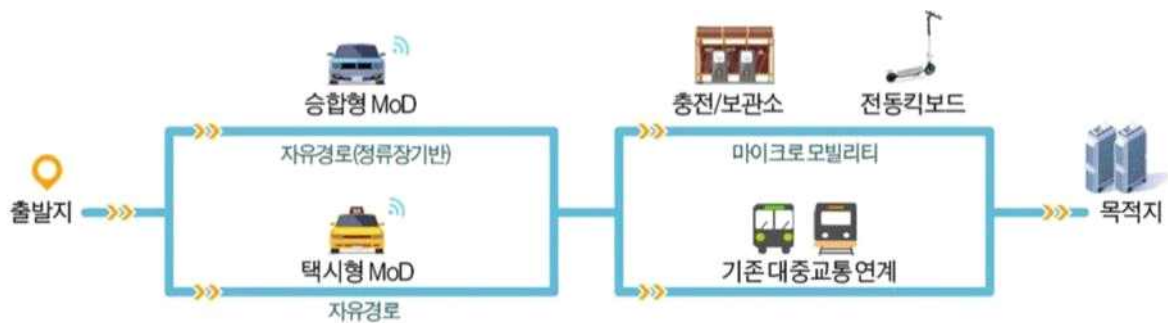 승합형 MoD
충전/보관소
전동킥보드
자유경로(정류장기반)
마이크로 모빌리티
출발지
목적지
택시형 MoD
기존 대중교통 연계
자유경로